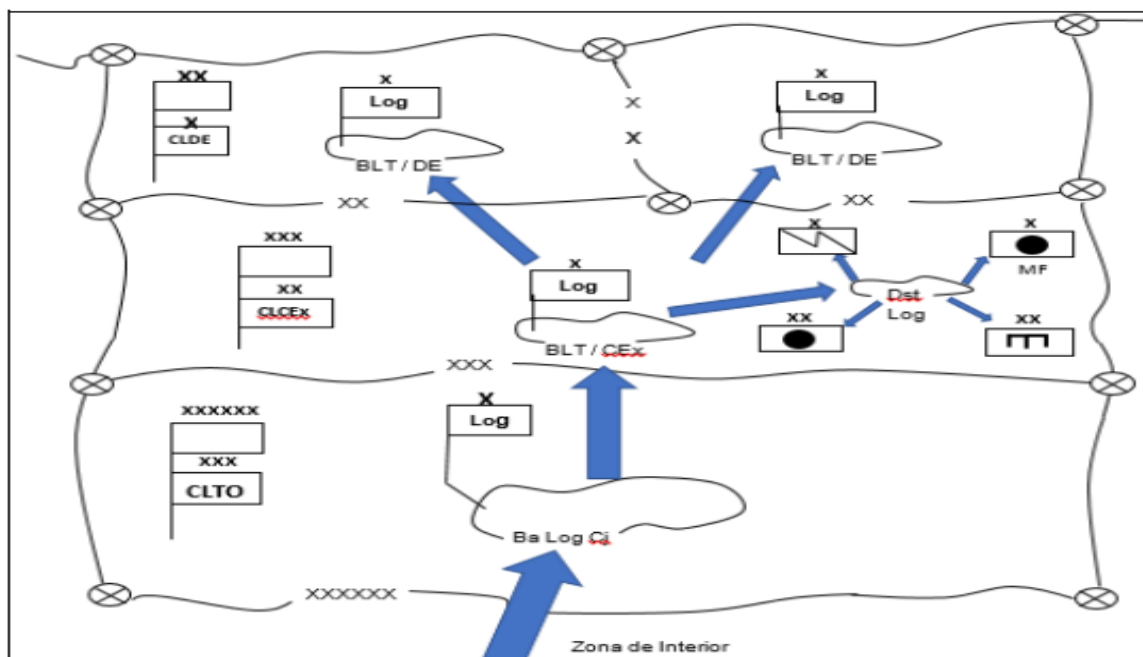 XX
X
CLDE
X
Log
BLT / DE
X
X
X
Log
BLT / DE
XX
XX
XXX
XX
CLCEx
X
Log
BLT / CEx
X
X
MF
Dst
Log
XX
XX
XXX
XXXXXX
XXX
CLTO
X
Log
Ba Log Cj
XXXXXX
Zona de Interior